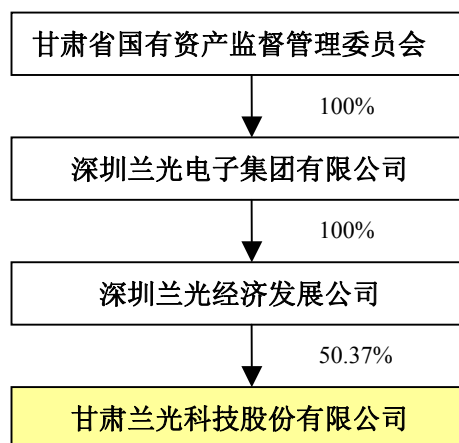 甘肃省国有资产监督管理委员会
100%
深圳兰光电子集团有限公司
100%
深圳兰光经济发展公司
50.37%
甘肃兰光科技股份有限公司